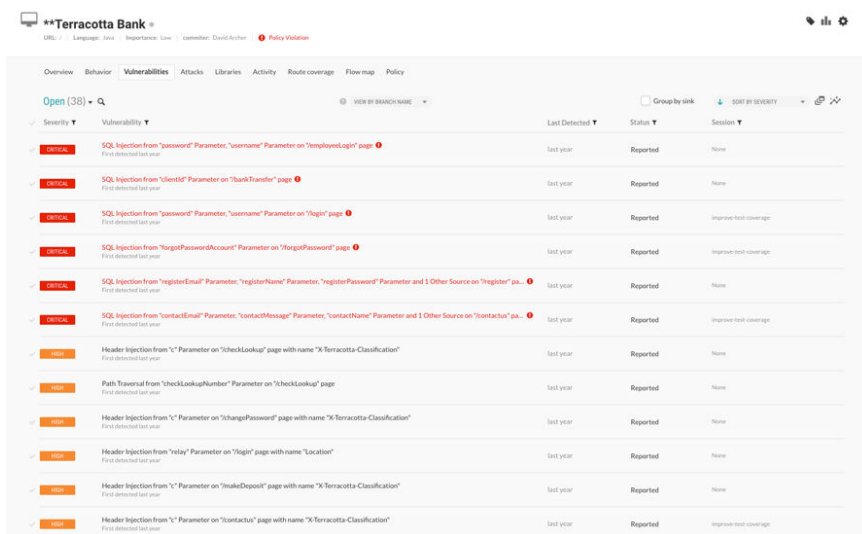 **Terracotta Bank
URL: / Language: Java Importance: Low commiter: David Archer Policy Violation
Overview Behavior Vulnerabilities Attacks Libraries Activity Route coverage Flow map Policy
Open (38) VIEW BY BRANCH NAME Group by sink SORT BY SEVERITY
Severity Vulnerability Last Detected Status Session
CRITICAL SQL Injection from "password" Parameter, "username" Parameter on "/employeeLogin" page last year Reported None
First detected last year
CRITICAL SQL Injection from "clientId" Parameter on "/bankTransfer" page last year Reported None
First detected last year
CRITICAL SQL Injection from "password" Parameter, "username" Parameter on "/login" page last year Reported improve-test-coverage
First detected last year
CRITICAL SQL Injection from "forgotPasswordAccount" Parameter on "/forgotPassword" page last year Reported improve-test-coverage
First detected last year
CRITICAL SQL Injection from "registerEmail" Parameter, "registerName" Parameter, "registerPassword" Parameter and 1 Other Source on "/register" pa... last year Reported None
First detected last year
CRITICAL SQL Injection from "contactEmail" Parameter, "contactMessage" Parameter, "contactName" Parameter and 1 Other Source on "/contactus" pa... last year Reported improve-test-coverage
First detected last year
HIGH Header Injection from "c" Parameter on "/checkLookup" page with name "X-Terracotta-Classification" last year Reported None
First detected last year
HIGH Path Traversal from "checkLookupNumber" Parameter on "/checkLookup" page last year Reported None
First detected last year
HIGH Header Injection from "c" Parameter on "/changePassword" page with name "X-Terracotta-Classification" last year Reported None
First detected last year
HIGH Header Injection from "relay" Parameter on "/login" page with name "Location" last year Reported None
First detected last year
HIGH Header Injection from "c" Parameter on "/makeDeposit" page with name "X-Terracotta-Classification" last year Reported None
First detected last year
HIGH Header Injection from "c" Parameter on "/contactus" page with name "X-Terracotta-Classification" last year Reported improve-test-coverage
First detected last year